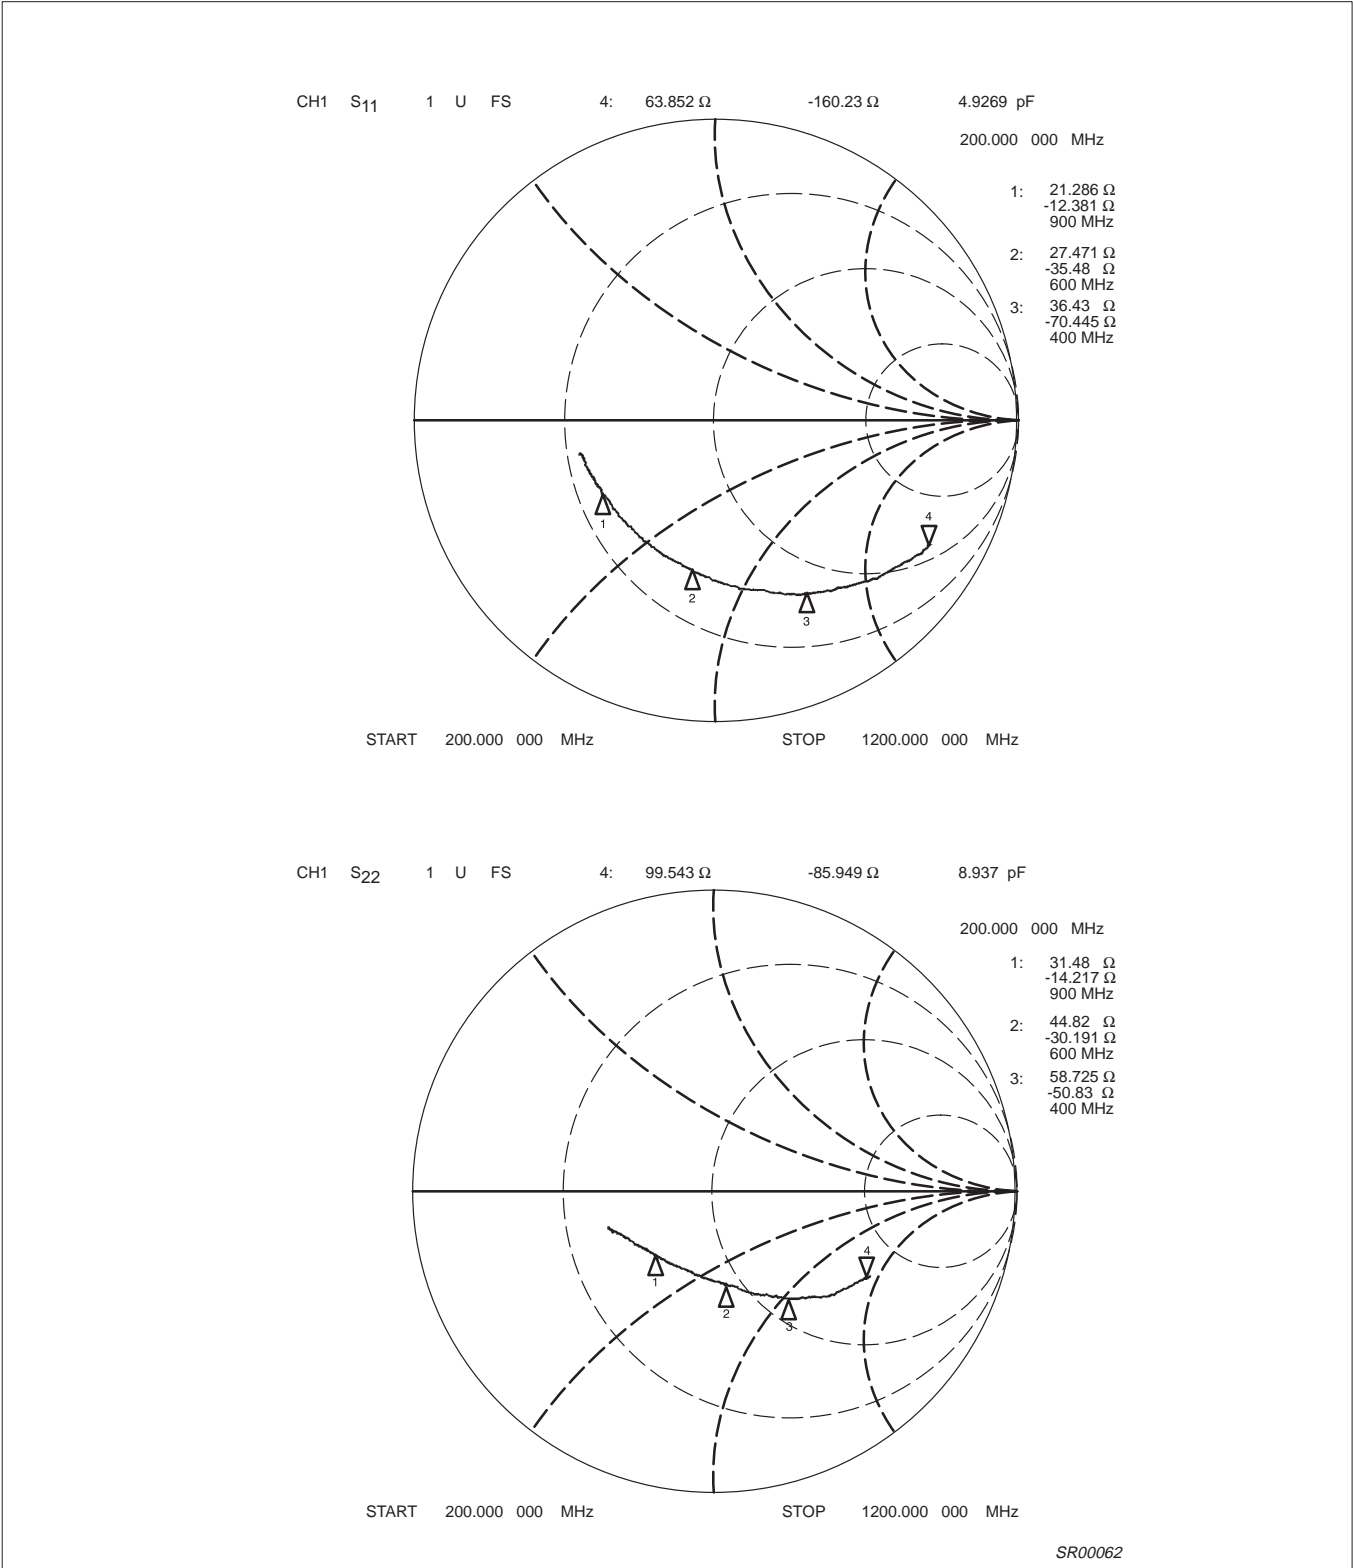 CH1 S11 1 U FS 4: 63.852 Ω -160.23 Ω 4.9269 pF
200.000 000 MHz
1: 21.286 Ω
-12.381 Ω
900 MHz
2: 27.471 Ω
-35.48 Ω
600 MHz
3: 36.43 Ω
-70.445 Ω
400 MHz
4
1
2
3
START 200.000 000 MHz STOP 1200.000 000 MHz
CH1 S22 1 U FS 4: 99.543 Ω -85.949 Ω 8.937 pF
200.000 000 MHz
1: 31.48 Ω
-14.217 Ω
900 MHz
2: 44.82 Ω
-30.191 Ω
600 MHz
3: 58.725 Ω
-50.83 Ω
400 MHz
4
1
2
3
START 200.000 000 MHz STOP 1200.000 000 MHz
SR00062